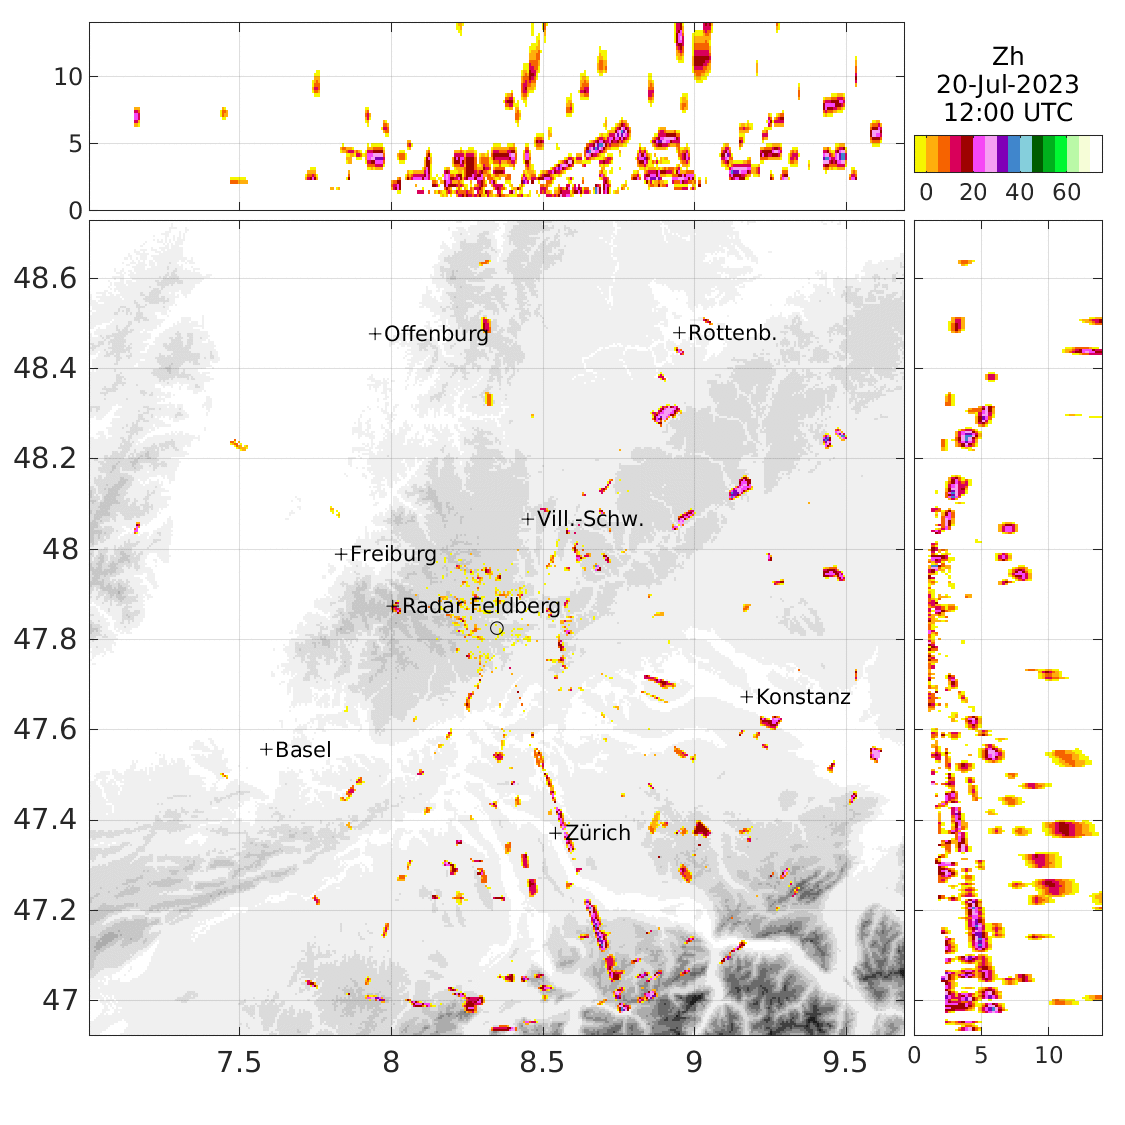 10
5
0
Zh
20-Jul-2023
12:00 UTC
0 20 40 60
48.6
48.4
48.2
48
47.8
47.6
47.4
47.2
47
Offenburg
Rottenb.
Vill.-Schw.
Freiburg
Radar Feldberg
Konstanz
Basel
Zürich
7.5 8 8.5 9 9.5
0 5 10